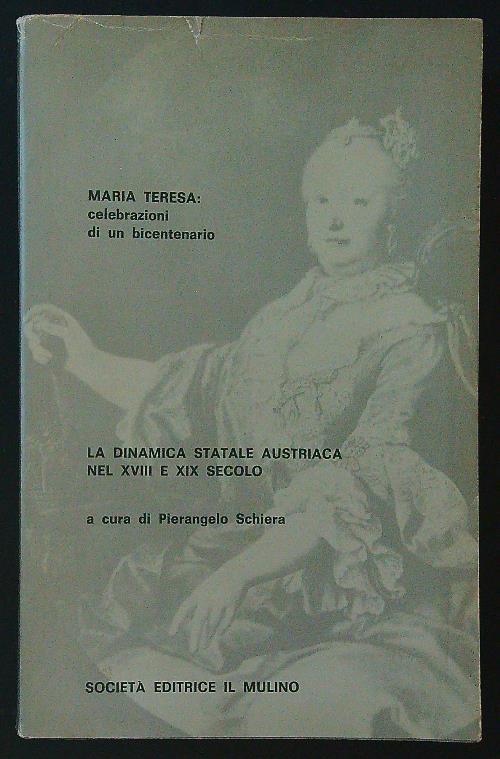 MARIA TERESA:
celebrazioni
di un bicentenario
LA DINAMICA STATALE AUSTRIACA
NEL XVIII E XIX SECOLO
a cura di Pierangelo Schiera
SOCIETÀ EDITRICE IL MULINO